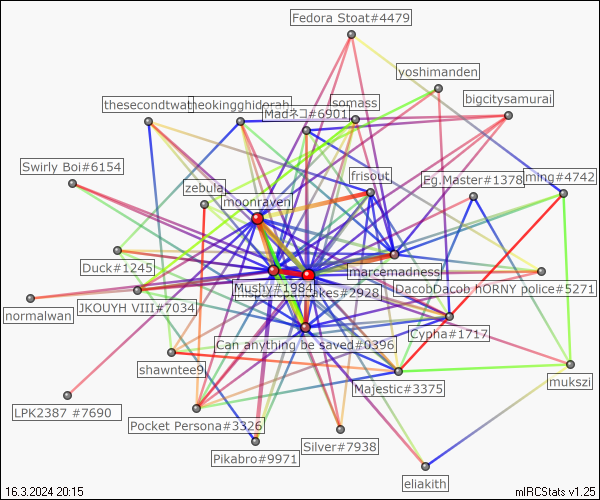 Fedora Stoat#4479
yoshimanden
bigcitysamurai
somass
thesecondtwat
heokingghidorah
Madネコ#6901
Swirly Boi#6154
frisout
Eg.Master#1378
ming#4742
zebula
moonraven
Duck#1245
marcemadness
Mushy#1984
akes#2928
DacobDacob
hORNY police#5271
normalwan
JKOUYH VIII#7034
Cypha#1717
Can anything be saved#0396
shawntee9
Majestic#3375
mukszi
LPK2387 #7690
Pocket Persona#3326
Silver#7938
Pikabro#9971
eliakith
16.3.2024 20:15
mIRCStats v1.25